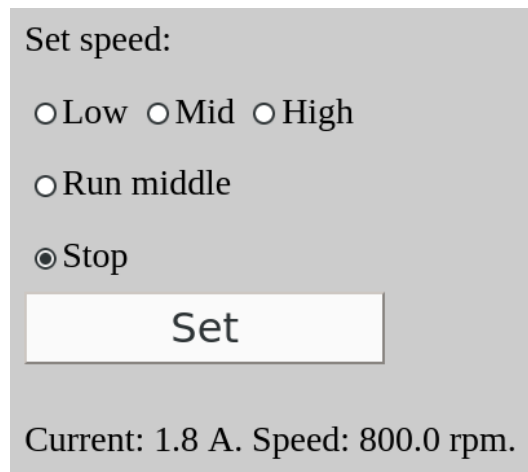 Set speed:
Low Mid High
Run middle
Stop
Set
Current: 1.8 A. Speed: 800.0 rpm.